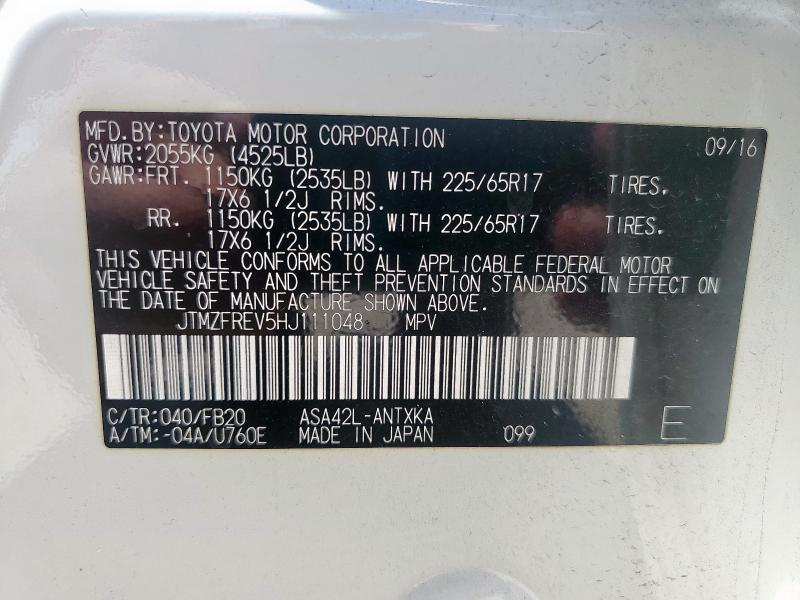 MFD.BY:TOYOTA MOTOR CORPORATION 09/16
GVWR:2055KG (4525LB)
GAWR:FRT. 1150KG (2535LB) WITH 225/65R17 TIRES.
17X6 1/2J RIMS.
RR. 1150KG (2535LB) WITH 225/65R17 TIRES.
17X6 1/2J RIMS.
THIS VEHICLE CONFORMS TO ALL APPLICABLE FEDERAL MOTOR
VEHICLE SAFETY AND THEFT PREVENTION STANDARDS IN EFFECT ON
THE DATE OF MANUFACTURE SHOWN ABOVE.
JTMZFREV5HJ111048 MPV
C/TR:040/FB20 ASA42L-ANTXKA
A/TM:-04A/U760E MADE IN JAPAN 099 E